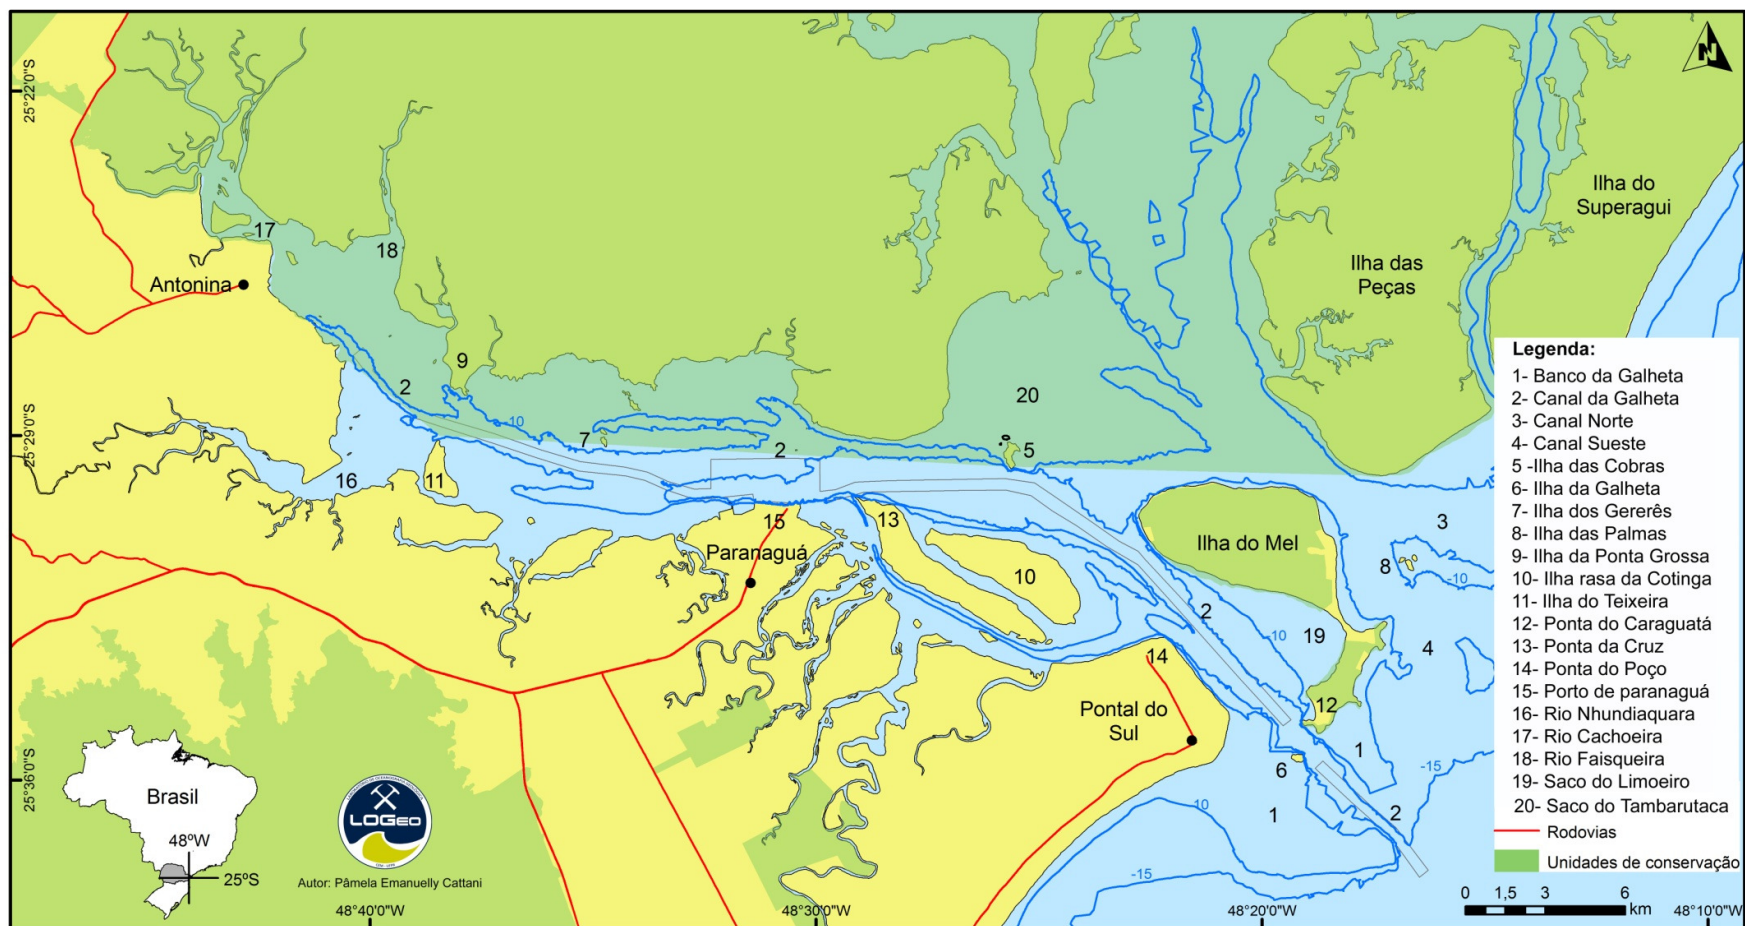 N
25°22'0"S
17
18
Antonina
Ilha do
Superagui
Ilha das
Peças
9
2
-10
20
7
2
5
25°29'0"S
16
11
15
13
Paranaguá
10
Ilha do Mel
3
8
-10
2
-10
19
4
14
Pontal do
Sul
12
1
6
-15
10
1
2
-15
25°36'0"S
Brasil
48°W
25°S
LOGeo
Autor: Pâmela Emanuelly Cattani
Legenda:
1- Banco da Galheta
2- Canal da Galheta
3- Canal Norte
4- Canal Sueste
5 -Ilha das Cobras
6- Ilha da Galheta
7- Ilha dos Gererês
8- Ilha das Palmas
9- Ilha da Ponta Grossa
10- Ilha rasa da Cotinga
11- Ilha do Teixeira
12- Ponta do Caraguatá
13- Ponta da Cruz
14- Ponta do Poço
15- Porto de paranaguá
16- Rio Nhundiaquara
17- Rio Cachoeira
18- Rio Faisqueira
19- Saco do Limoeiro
20- Saco do Tambarutaca
Rodovias
Unidades de conservação
0 1,5 3 6
km
48°40'0"W
48°30'0"W
48°20'0"W
48°10'0"W